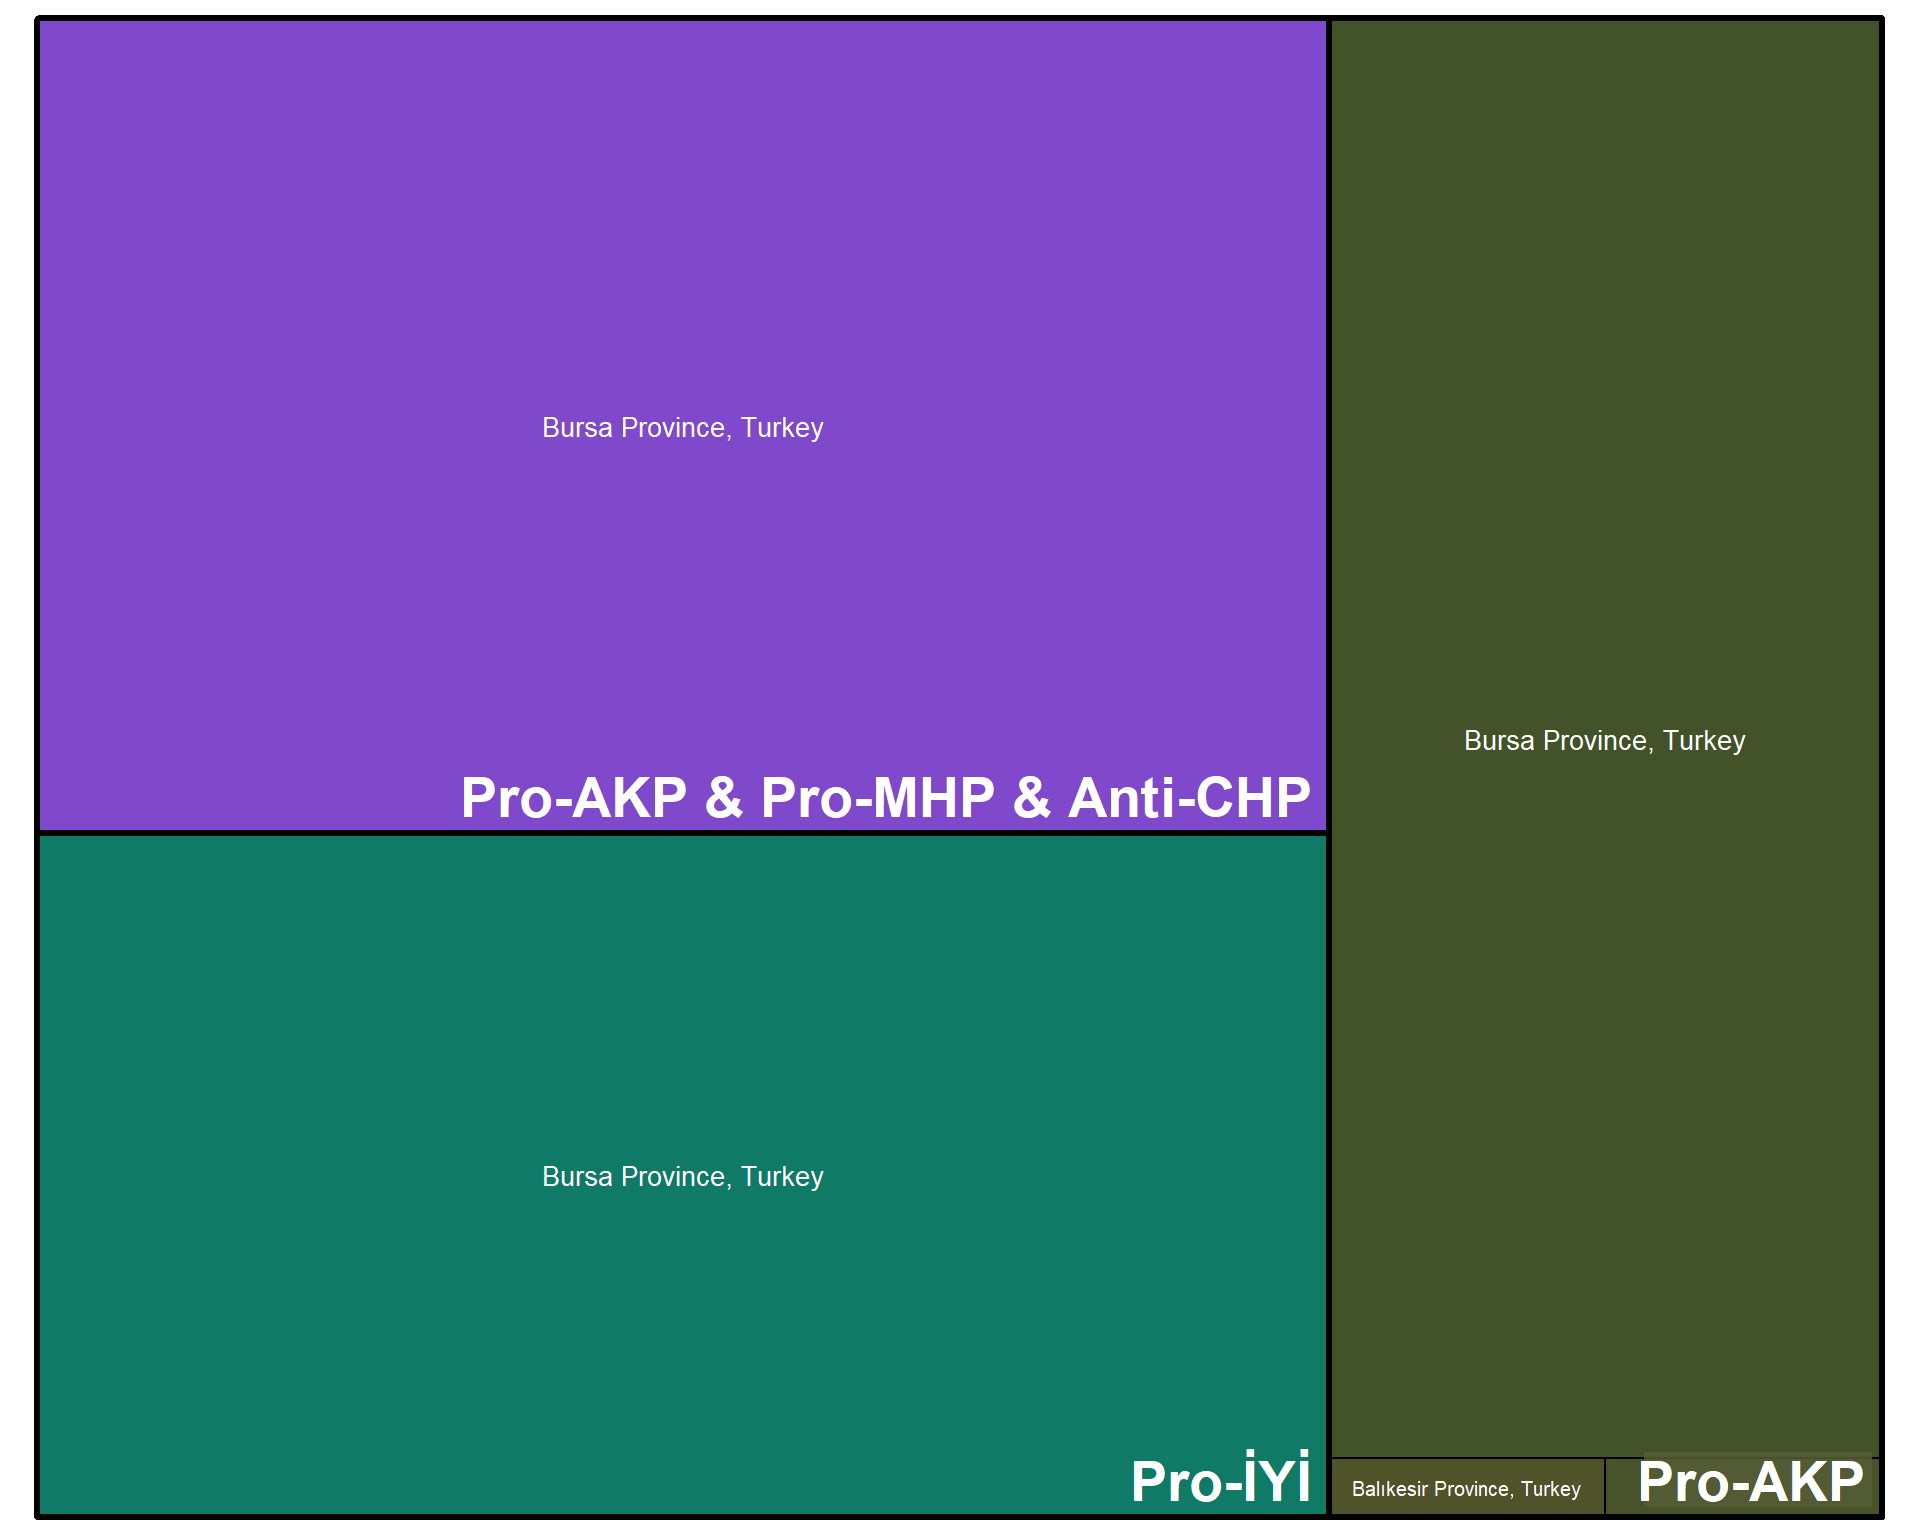 Bursa Province, Turkey
Pro-AKP & Pro-MHP & Anti-CHP
Bursa Province, Turkey
Pro-İYİ
Bursa Province, Turkey
Balıkesir Province, Turkey
Pro-AKP